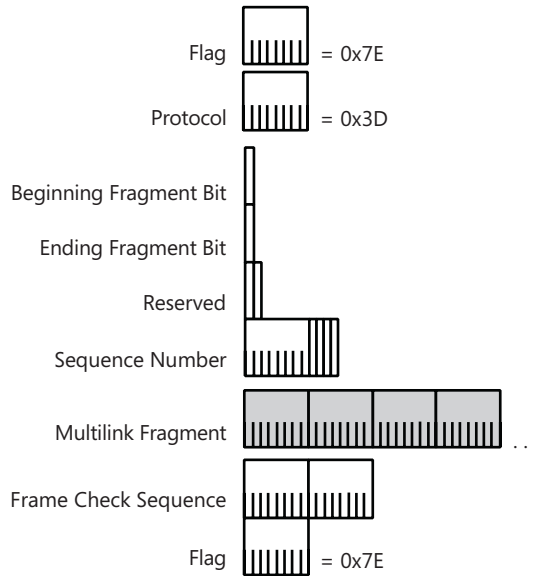 Flag = 0x7E
Protocol = 0x3D
Beginning Fragment Bit
Ending Fragment Bit
Reserved
Sequence Number
Multilink Fragment ..
Frame Check Sequence
Flag = 0x7E